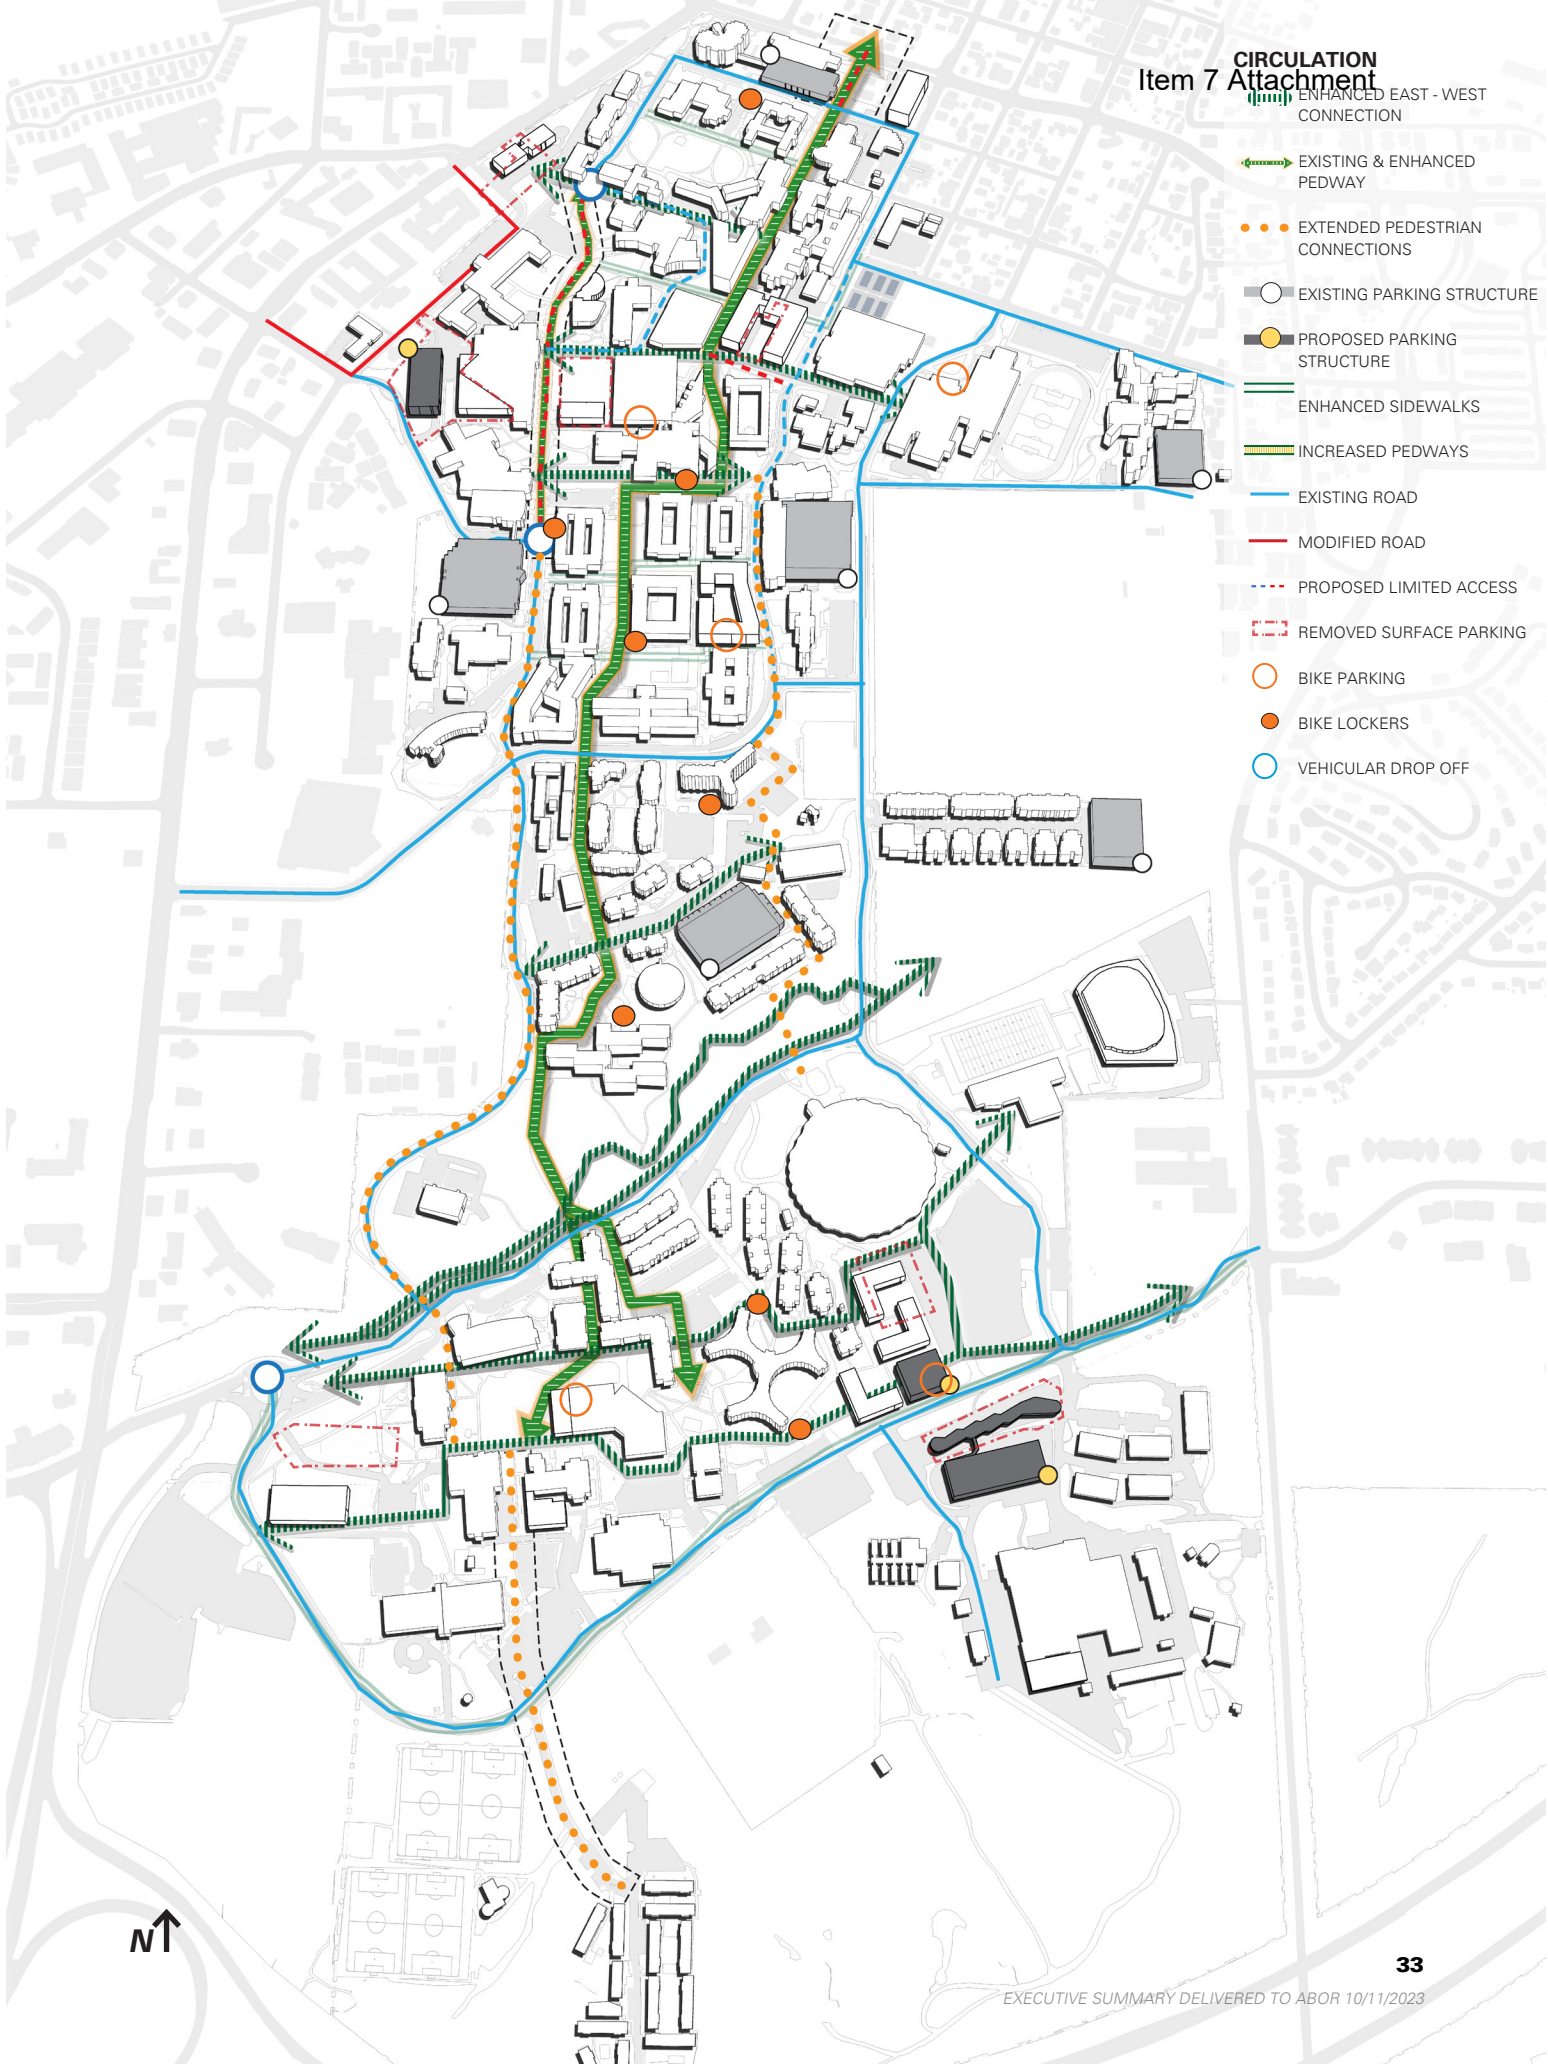 CIRCULATION
Item 7 Attachment
ENHANCED EAST - WEST
CONNECTION
EXISTING & ENHANCED
PEDWAY
EXTENDED PEDESTRIAN
CONNECTIONS
EXISTING PARKING STRUCTURE
PROPOSED PARKING
STRUCTURE
ENHANCED SIDEWALKS
INCREASED PEDWAYS
EXISTING ROAD
MODIFIED ROAD
PROPOSED LIMITED ACCESS
REMOVED SURFACE PARKING
BIKE PARKING
BIKE LOCKERS
VEHICULAR DROP OFF
N
33
EXECUTIVE SUMMARY DELIVERED TO ABOR 10/11/2023